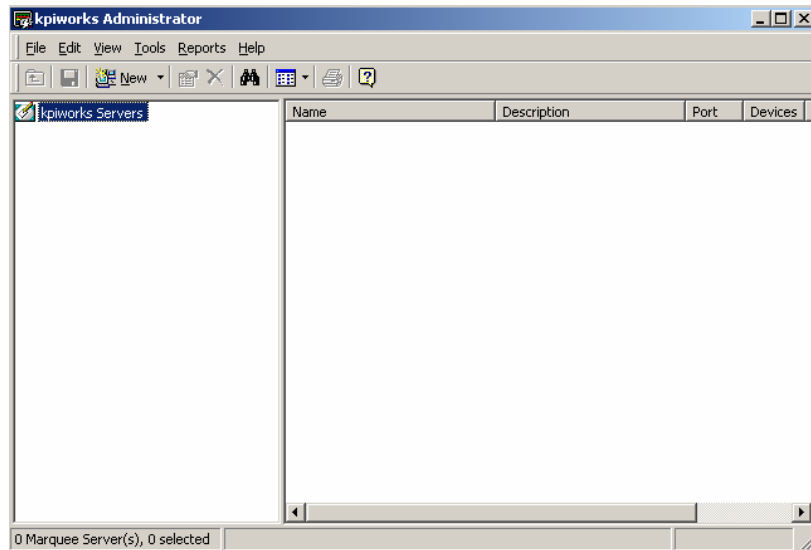 kpiworks Administrator
File Edit View Tools Reports Help
New
kpiworks Servers
Name Description Port Devices
0 Marquee Server(s), 0 selected